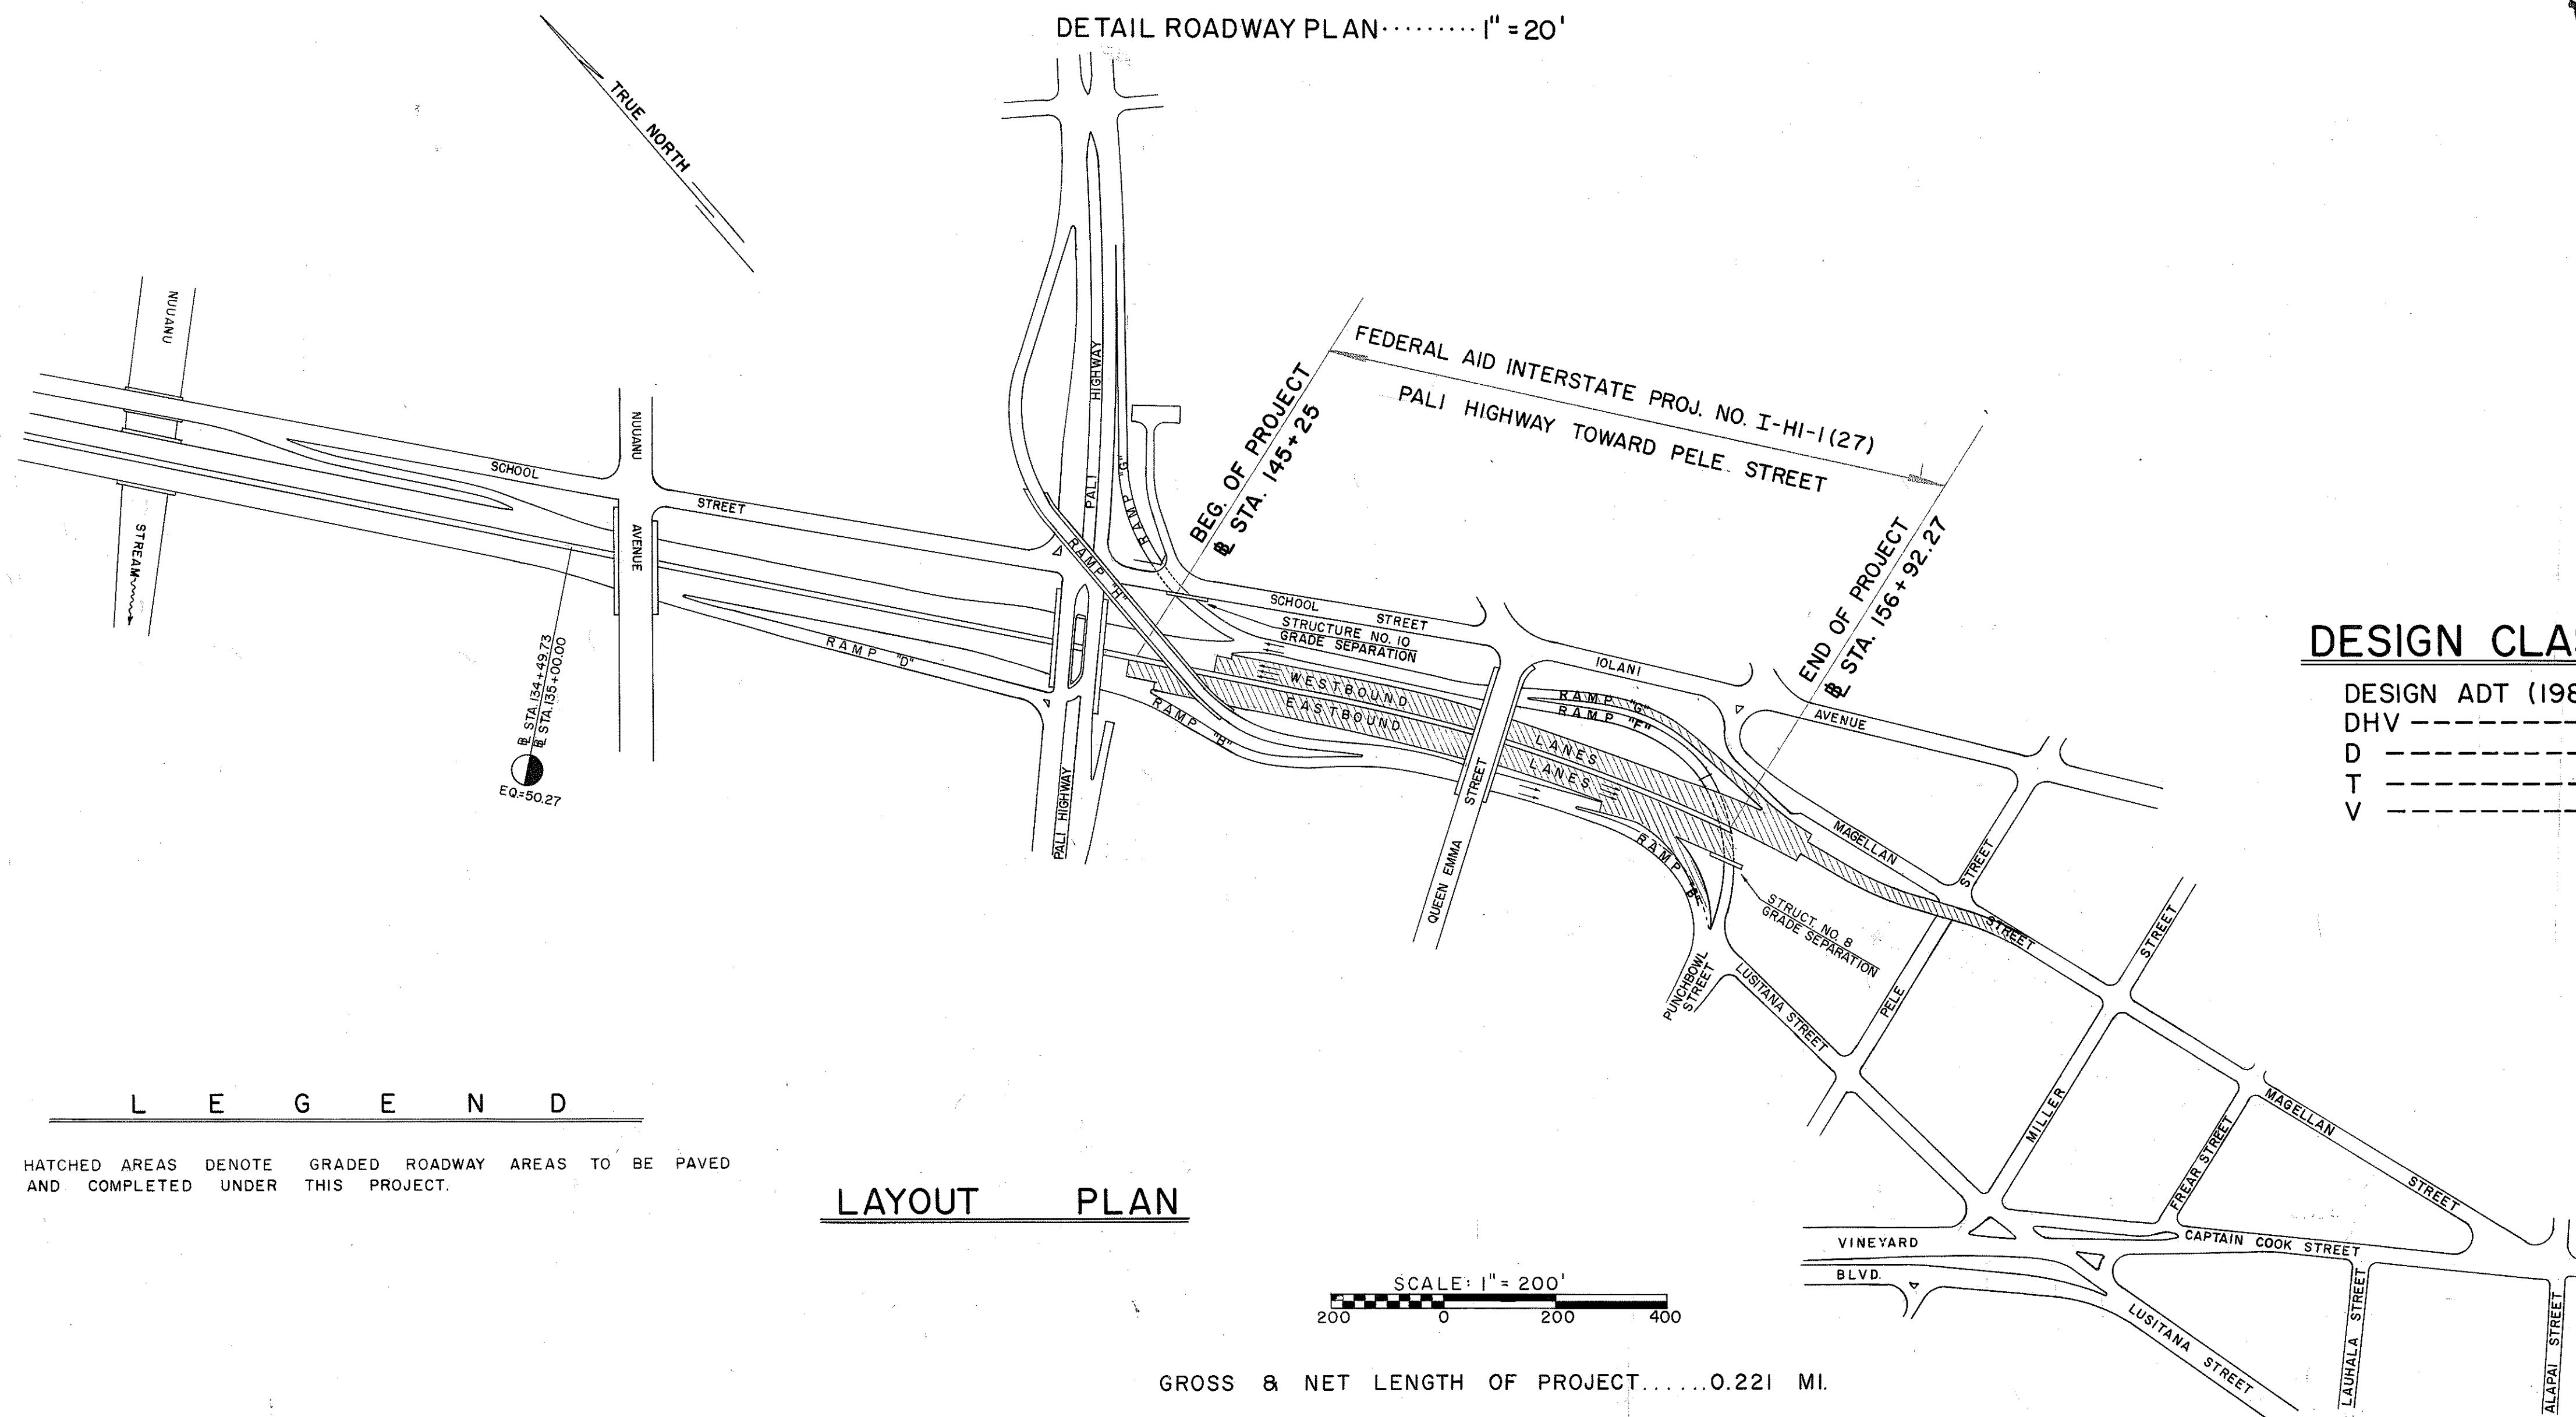 DETAIL ROADWAY PLAN ......... 1" = 20'
TRUE NORTH
FEDERAL AID INTERSTATE PROJ. NO. I-H1-1(27)
PALI HIGHWAY TOWARD PELE STREET
BEG. OF PROJECT
℄ STA. 145+25
END OF PROJECT
℄ STA. 156+92.27
NUUANU
STREAM
SCHOOL
STREET
NUUANU
AVENUE
℄ STA. 134+49.73
℄ STA. 135+00.00
EQ.=50.27
PALI
HIGHWAY
RAMP "G"
RAMP "H"
RAMP "D"
PALI HIGHWAY
RAMP "B"
SCHOOL
STREET
STRUCTURE NO. 10
GRADE SEPARATION
WESTBOUND
LANES
EASTBOUND
LANES
IOLANI
AVENUE
RAMP "G"
RAMP "F"
QUEEN EMMA
STREET
RAMP "B"
STRUCT. NO. 8
GRADE SEPARATION
PUNCHBOWL
STREET
LUSITANA STREET
MAGELLAN
STREET
PELE
STREET
MILLER
STREET
FREAR STREET
MAGELLAN
STREET
VINEYARD
BLVD.
CAPTAIN COOK STREET
LUSITANA STREET
LAUHALA STREET
ALAPAI STREET
DESIGN CLAS
DESIGN ADT (198
DHV --------
D ----------
T ----------
V ----------
LEGEND
HATCHED AREAS DENOTE GRADED ROADWAY AREAS TO BE PAVED
AND COMPLETED UNDER THIS PROJECT.
LAYOUT PLAN
SCALE: 1" = 200'
200 0 200 400
GROSS & NET LENGTH OF PROJECT......0.221 MI.